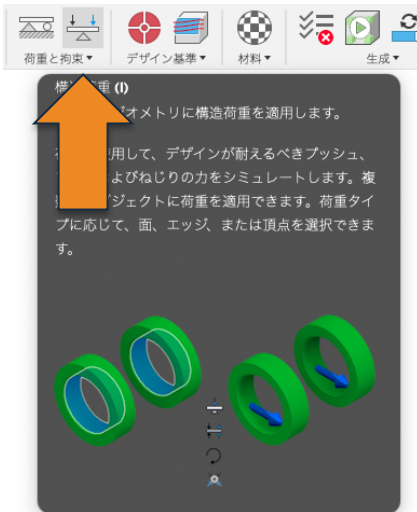 荷重と拘束▼ デザイン基準▼ 材料▼ 生成▼
構 重 (l)
オメトリに構造荷重を適用します。
用して、デザインが耐えるべきプッシュ、
よびねじりの力をシミュレートします。複
ジェクトに荷重を適用できます。荷重タイ
プに応じて、面、エッジ、または頂点を選択できま
す。